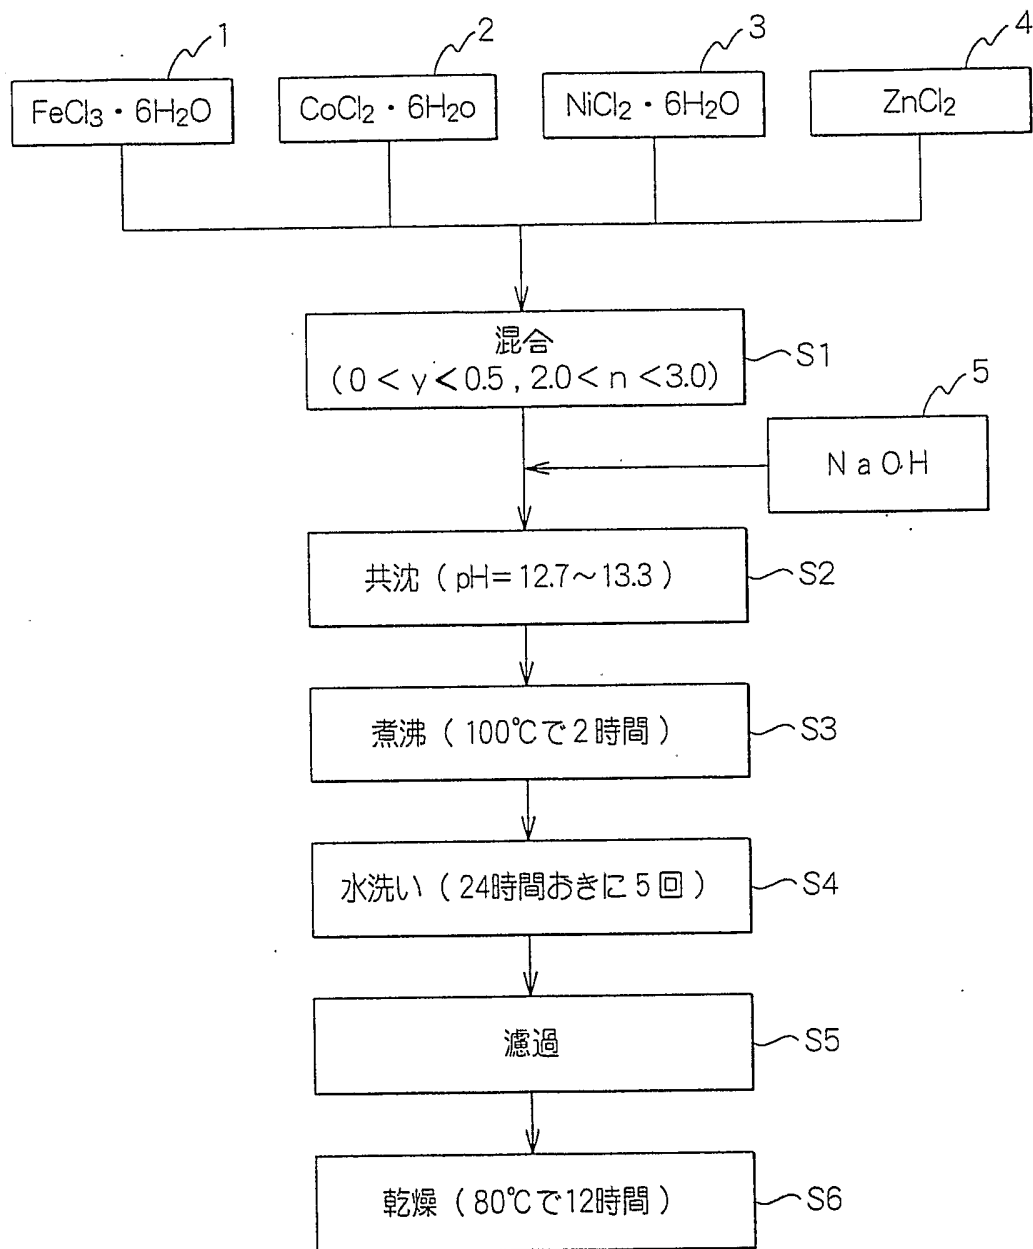 1
2
3
4
FeCl₃・6H₂O
CoCl₂・6H₂o
NiCl₂・6H₂O
ZnCl₂
混合
(0 < y < 0.5 , 2.0 < n < 3.0)
S1
5
NaOH
共沈 ( pH = 12.7～13.3 )
S2
煮沸 ( 100℃で2時間 )
S3
水洗い ( 24時間おきに5回 )
S4
濾過
S5
乾燥 ( 80℃で12時間 )
S6